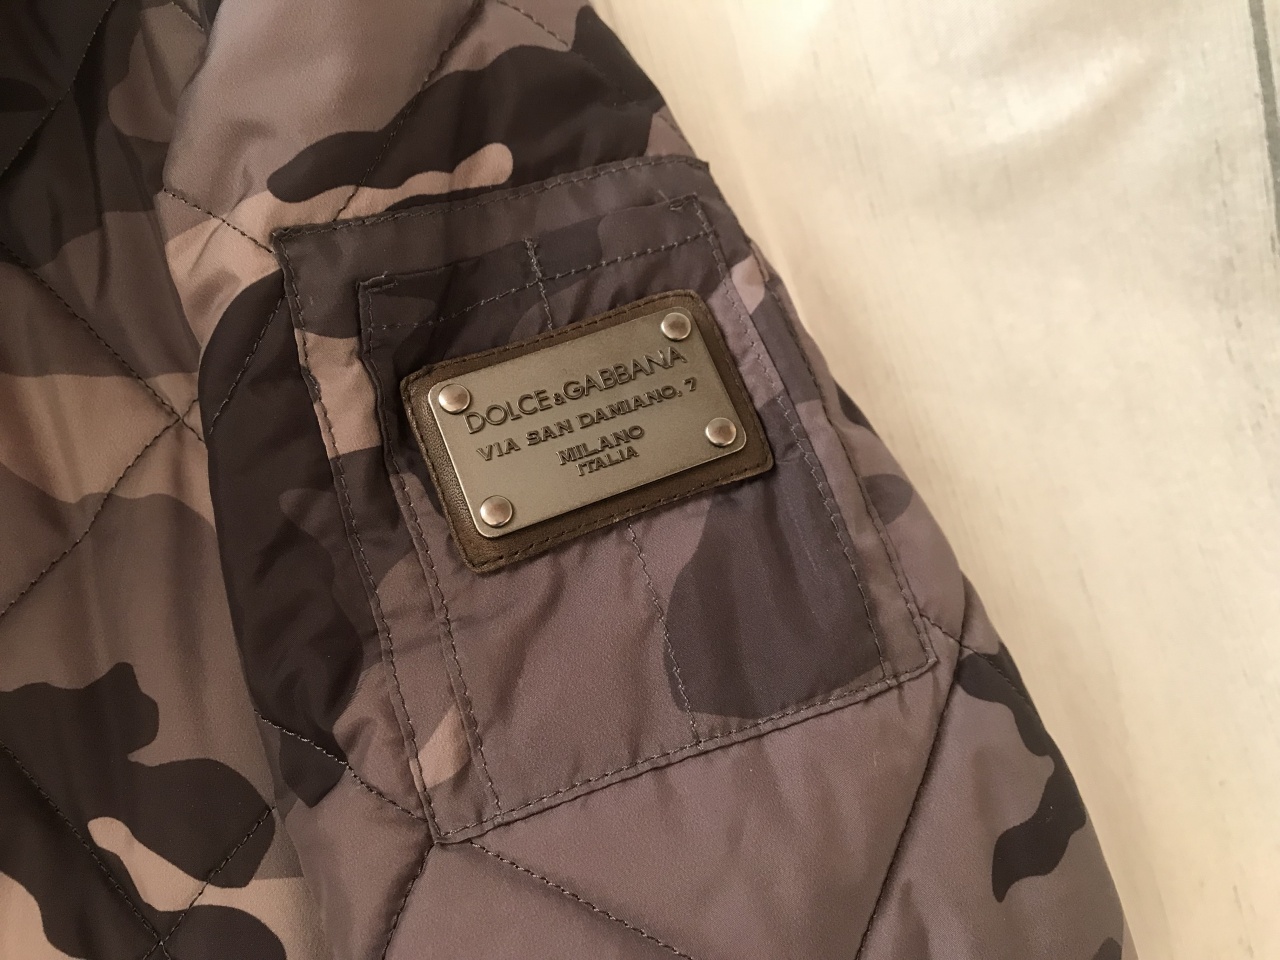 DOLCE&GABBANA
VIA SAN DAMIANO, 7
MILANO
ITALIA